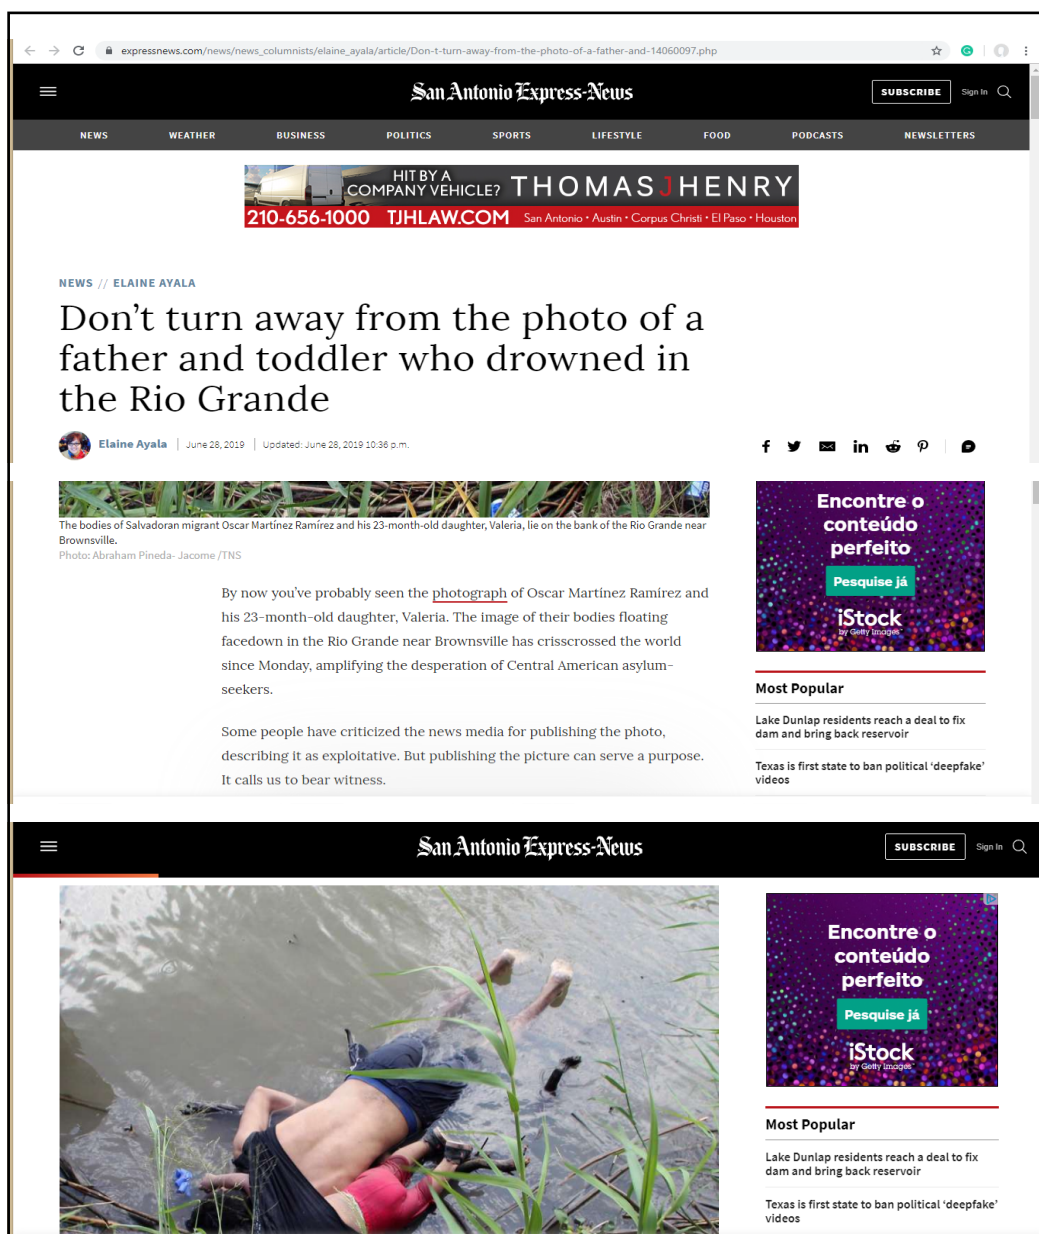 expressnews.com/news/news_columnists/elaine_ayala/article/Don-t-turn-away-from-the-photo-of-a-father-and-14060097.php
San Antonio Express-News
SUBSCRIBE
Sign In
NEWS WEATHER BUSINESS POLITICS SPORTS LIFESTYLE FOOD PODCASTS NEWSLETTERS
HIT BY A
COMPANY VEHICLE? THOMAS J HENRY
210-656-1000 TJHLAW.COM San Antonio • Austin • Corpus Christi • El Paso • Houston
NEWS // ELAINE AYALA
Don't turn away from the photo of a
father and toddler who drowned in
the Rio Grande
Elaine Ayala | June 28, 2019 | Updated: June 28, 2019 10:36 p.m.
The bodies of Salvadoran migrant Oscar Martínez Ramírez and his 23-month-old daughter, Valeria, lie on the bank of the Rio Grande near
Brownsville.
Photo: Abraham Pineda- Jacome /TNS
By now you've probably seen the photograph of Oscar Martínez Ramírez and
his 23-month-old daughter, Valeria. The image of their bodies floating
facedown in the Rio Grande near Brownsville has crisscrossed the world
since Monday, amplifying the desperation of Central American asylum-
seekers.
Some people have criticized the news media for publishing the photo,
describing it as exploitative. But publishing the picture can serve a purpose.
It calls us to bear witness.
Encontre o
conteúdo
perfeito
Pesquise já
iStock
by Getty Images™
Most Popular
Lake Dunlap residents reach a deal to fix
dam and bring back reservoir
Texas is first state to ban political 'deepfake'
videos
San Antonio Express-News
SUBSCRIBE
Sign In
Encontre o
conteúdo
perfeito
Pesquise já
iStock
by Getty Images™
Most Popular
Lake Dunlap residents reach a deal to fix
dam and bring back reservoir
Texas is first state to ban political 'deepfake'
videos